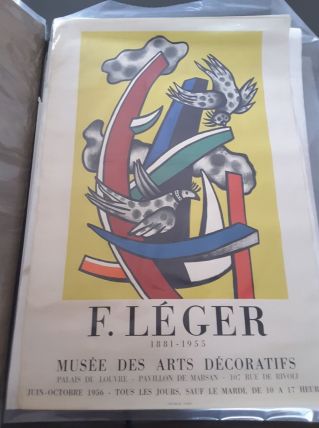 F. LÉGER
1881-1955
MUSÉE DES ARTS DÉCORATIFS
PALAIS DE LOUVRE - PAVILLON DE MARSAN - 107 RUE DE RIVOLI
JUIN-OCTOBRE 1956 - TOUS LES JOURS, SAUF LE MARDI, DE 10 A 17 HEUR